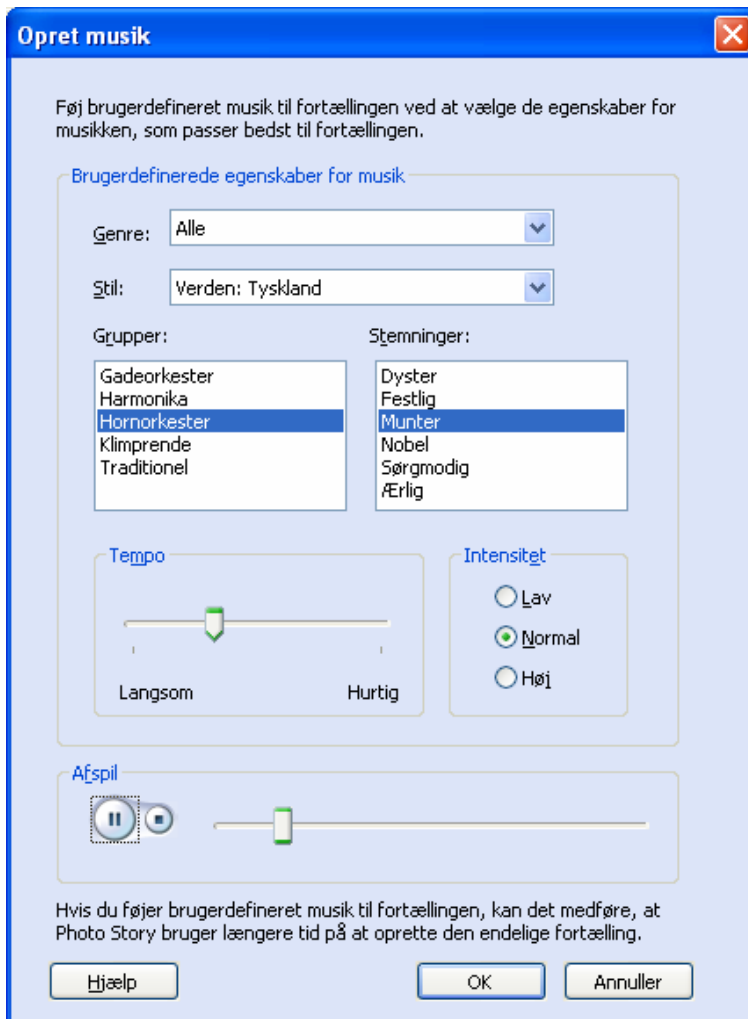 Opret musik
Føj brugerdefineret musik til fortællingen ved at vælge de egenskaber for
musikken, som passer bedst til fortællingen.
Brugerdefinerede egenskaber for musik
Genre: Alle
Stil: Verden: Tyskland
Grupper:
Gadeorkester
Harmonika
Hornorkester
Klimprende
Traditionel
Stemninger:
Dyster
Festlig
Munter
Nobel
Sørgmodig
Ærlig
Tempo
Langsom Hurtig
Intensitet
Lav
Normal
Høj
Afspil
Hvis du føjer brugerdefineret musik til fortællingen, kan det medføre, at
Photo Story bruger længere tid på at oprette den endelige fortælling.
Hjælp OK Annuller